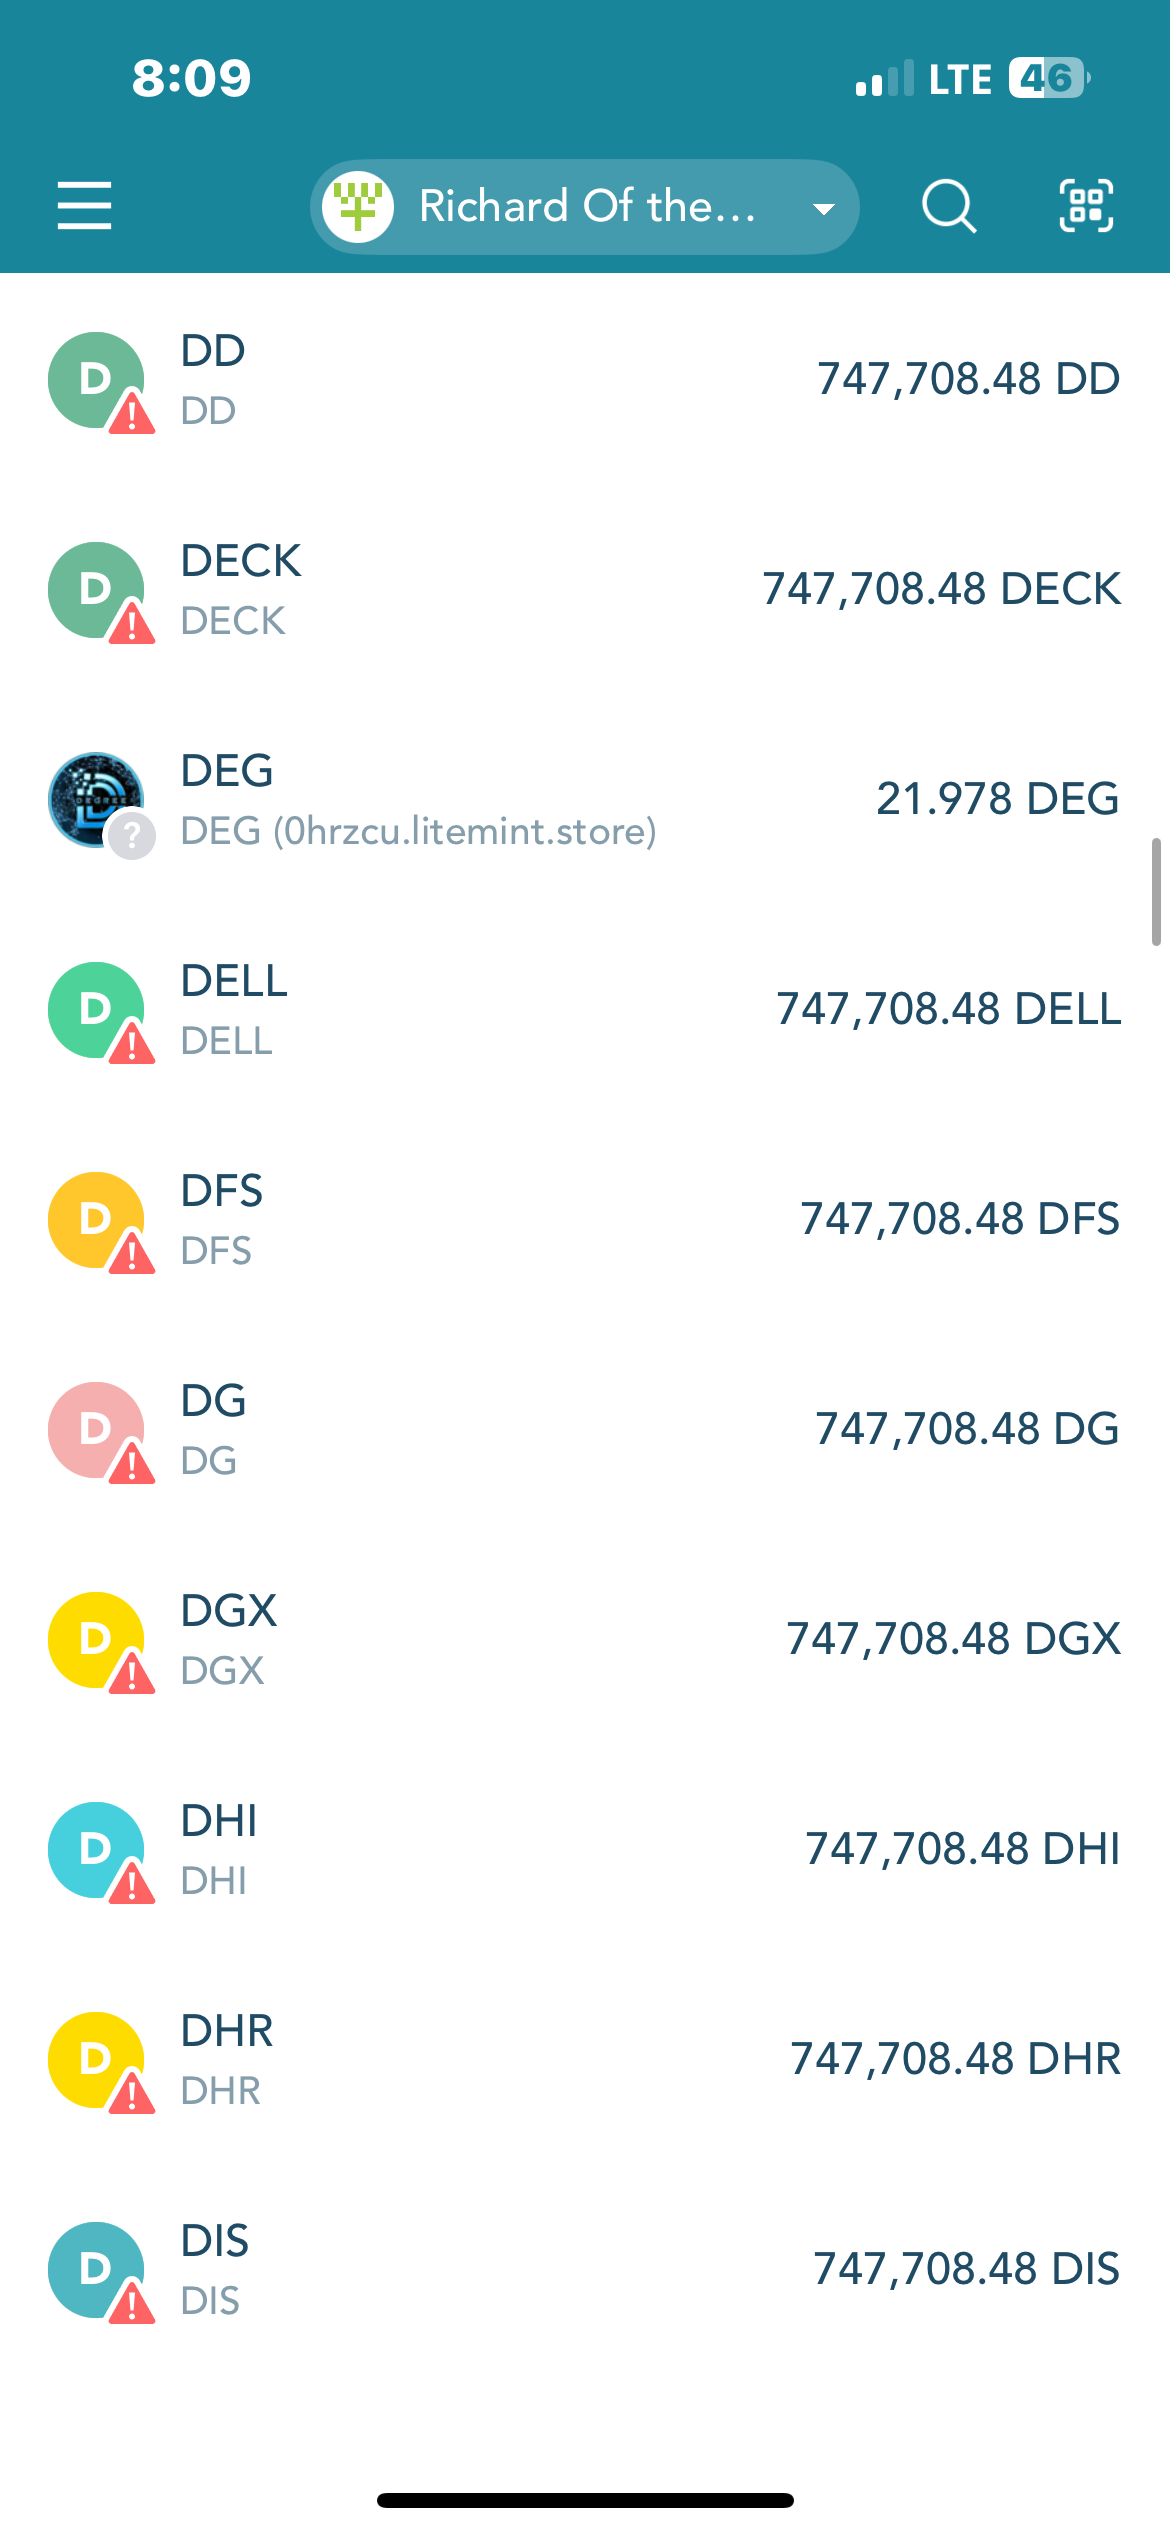 8:09
LTE 46
Richard Of the...
D
DD
DD
747,708.48 DD
D
DECK
DECK
747,708.48 DECK
DEGREE
DEG
DEG (0hrzcu.litemint.store)
21.978 DEG
?
D
DELL
DELL
747,708.48 DELL
D
DFS
DFS
747,708.48 DFS
D
DG
DG
747,708.48 DG
D
DGX
DGX
747,708.48 DGX
D
DHI
DHI
747,708.48 DHI
D
DHR
DHR
747,708.48 DHR
D
DIS
DIS
747,708.48 DIS